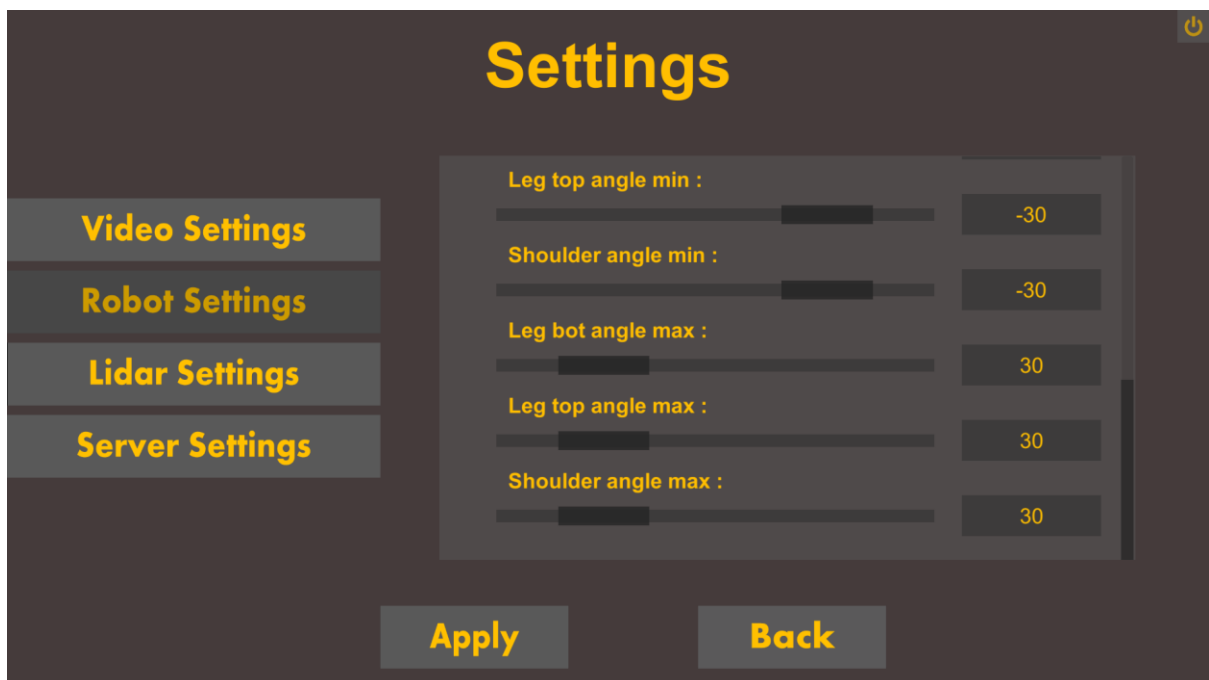 Settings
Video Settings
Robot Settings
Lidar Settings
Server Settings
Leg top angle min :
-30
Shoulder angle min :
-30
Leg bot angle max :
30
Leg top angle max :
30
Shoulder angle max :
30
Apply
Back